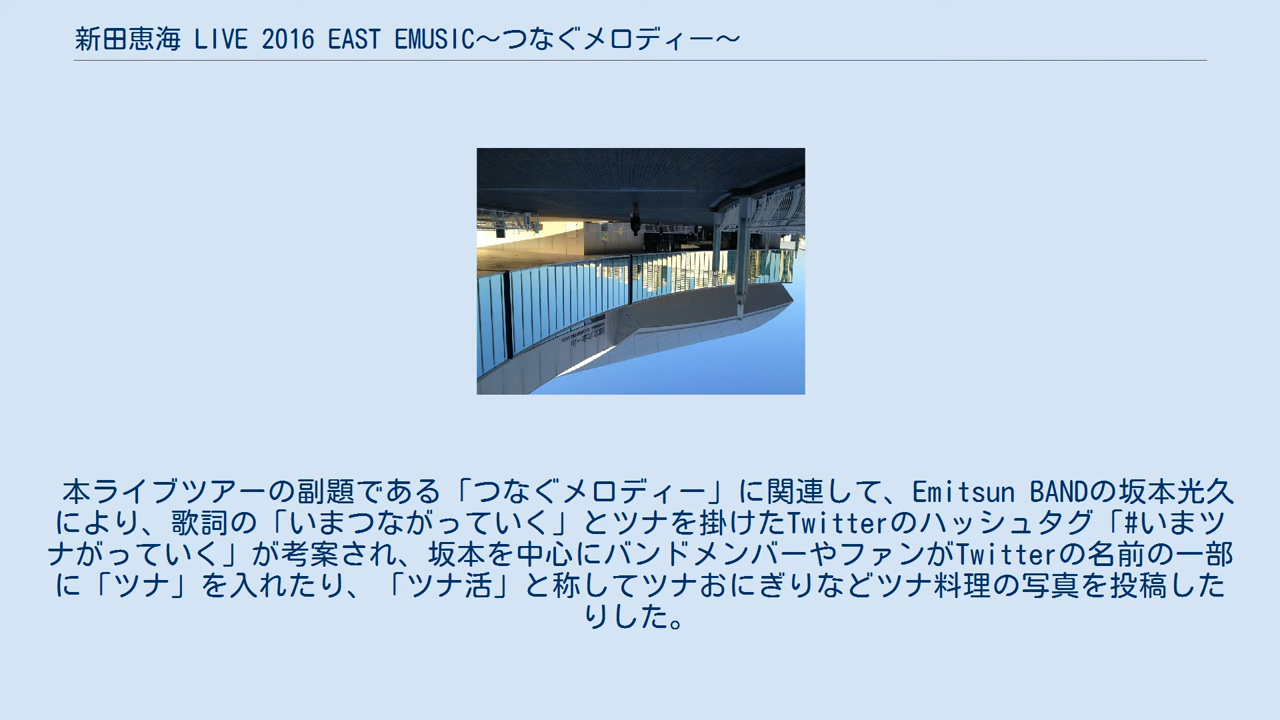 新田恵海 LIVE 2016 EAST EMUSIC〜つなぐメロディー〜
本ライブツアーの副題である「つなぐメロディー」に関連して、Emitsun BANDの坂本光久
により、歌詞の「いまつながっていく」とツナを掛けたTwitterのハッシュタグ「#いまツ
ナがっていく」が考案され、坂本を中心にバンドメンバーやファンがTwitterの名前の一部
に「ツナ」を入れたり、「ツナ活」と称してツナおにぎりなどツナ料理の写真を投稿した
りした。